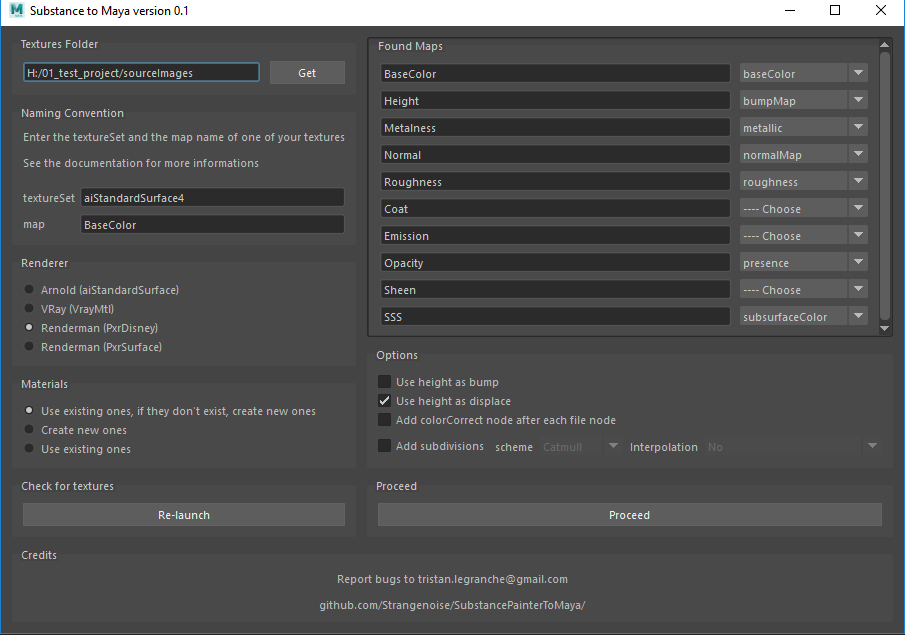 Substance to Maya version 0.1
Textures Folder
H:/01_test_project/sourceImages
Get
Naming Convention
Enter the textureSet and the map name of one of your textures
See the documentation for more informations
textureSet aiStandardSurface4
map BaseColor
Renderer
Arnold (aiStandardSurface)
VRay (VrayMtl)
Renderman (PxrDisney)
Renderman (PxrSurface)
Materials
Use existing ones, if they don't exist, create new ones
Create new ones
Use existing ones
Check for textures
Re-launch
Found Maps
BaseColor baseColor
Height bumpMap
Metalness metallic
Normal normalMap
Roughness roughness
Coat ---- Choose
Emission ---- Choose
Opacity presence
Sheen ---- Choose
SSS subsurfaceColor
Options
Use height as bump
Use height as displace
Add colorCorrect node after each file node
Add subdivisions scheme Catmull Interpolation No
Proceed
Proceed
Credits
Report bugs to tristan.legranche@gmail.com
github.com/Strangenoise/SubstancePainterToMaya/